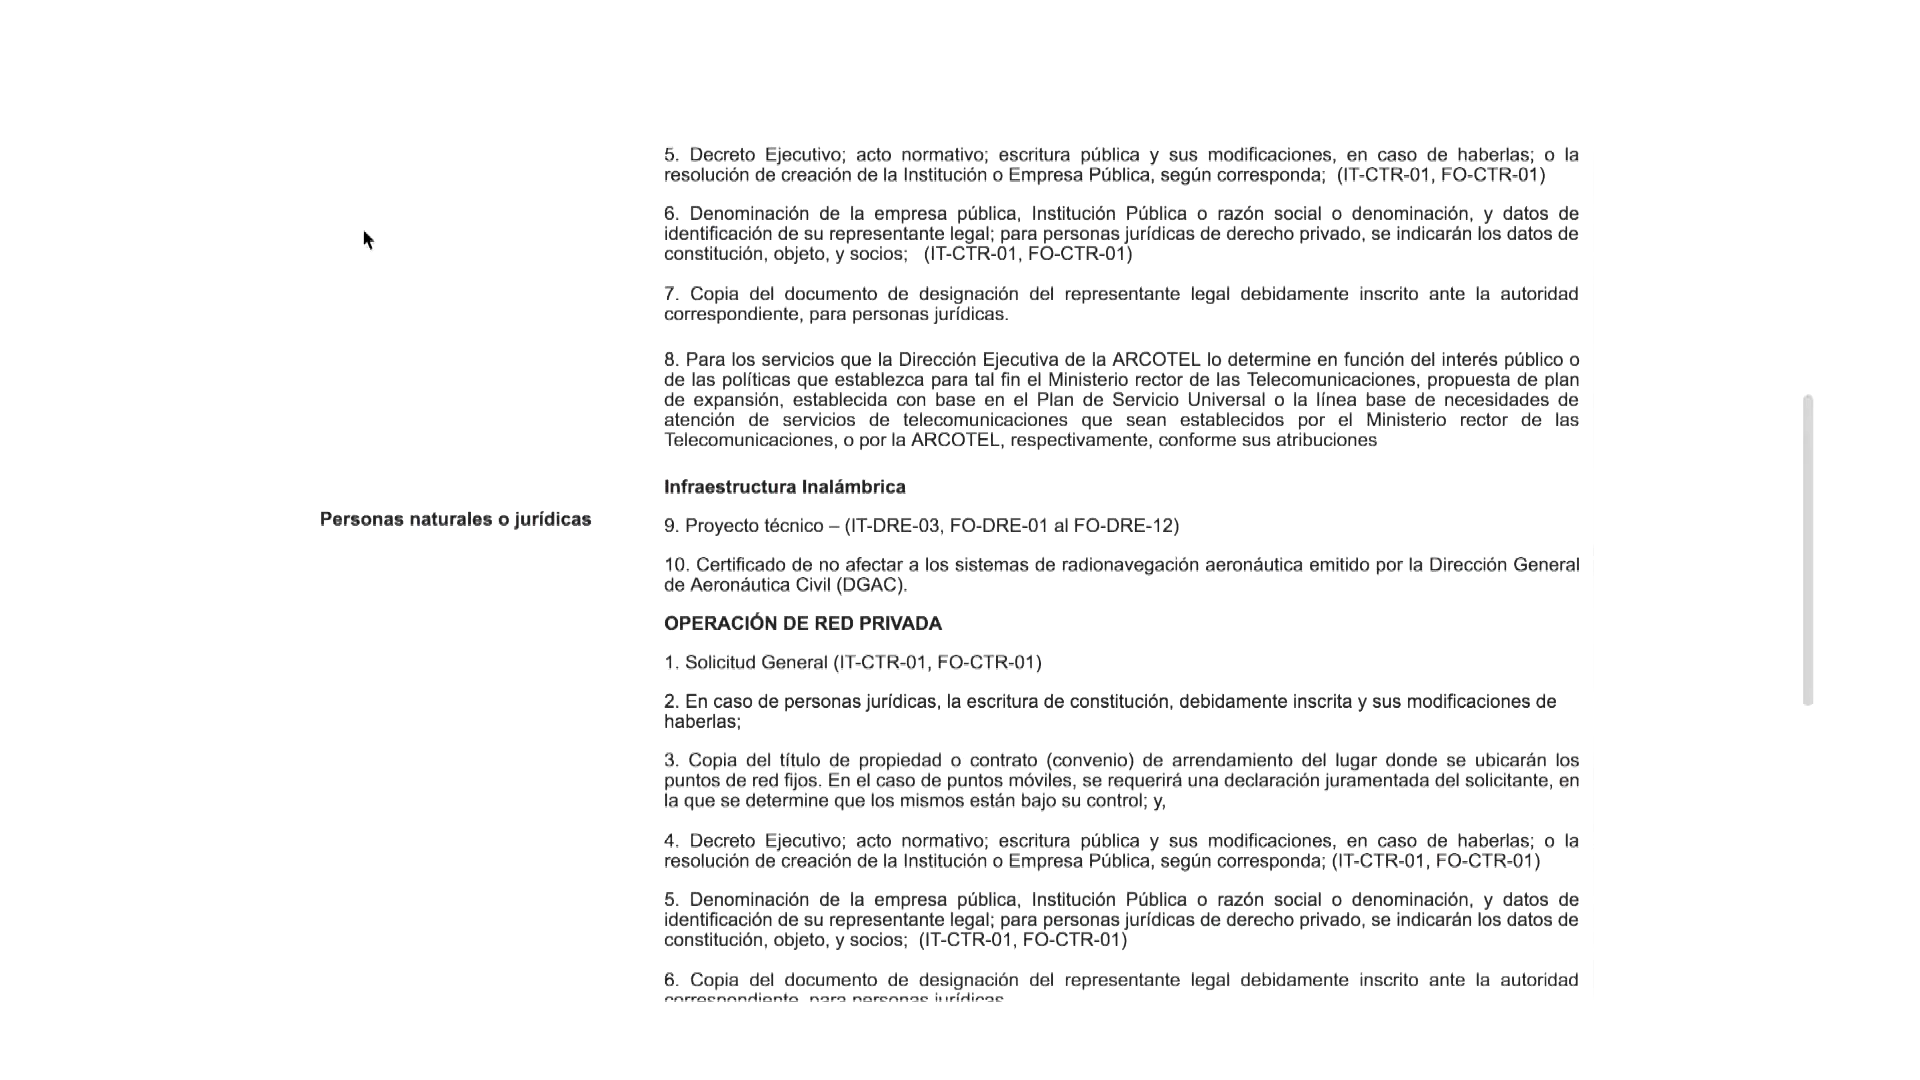 5. Decreto Ejecutivo; acto normativo; escritura pública y sus modificaciones, en caso de haberlas; o la
resolución de creación de la Institución o Empresa Pública, según corresponda; (IT-CTR-01, FO-CTR-01)
6. Denominación de la empresa pública, Institución Pública o razón social o denominación, y datos de
identificación de su representante legal; para personas jurídicas de derecho privado, se indicarán los datos de
constitución, objeto, y socios; (IT-CTR-01, FO-CTR-01)
7. Copia del documento de designación del representante legal debidamente inscrito ante la autoridad
correspondiente, para personas jurídicas.
8. Para los servicios que la Dirección Ejecutiva de la ARCOTEL lo determine en función del interés público o
de las políticas que establezca para tal fin el Ministerio rector de las Telecomunicaciones, propuesta de plan
de expansión, establecida con base en el Plan de Servicio Universal o la línea base de necesidades de
atención de servicios de telecomunicaciones que sean establecidos por el Ministerio rector de las
Telecomunicaciones, o por la ARCOTEL, respectivamente, conforme sus atribuciones
Infraestructura Inalámbrica
Personas naturales o jurídicas
9. Proyecto técnico – (IT-DRE-03, FO-DRE-01 al FO-DRE-12)
10. Certificado de no afectar a los sistemas de radionavegación aeronáutica emitido por la Dirección General
de Aeronáutica Civil (DGAC).
OPERACIÓN DE RED PRIVADA
1. Solicitud General (IT-CTR-01, FO-CTR-01)
2. En caso de personas jurídicas, la escritura de constitución, debidamente inscrita y sus modificaciones de
haberlas;
3. Copia del título de propiedad o contrato (convenio) de arrendamiento del lugar donde se ubicarán los
puntos de red fijos. En el caso de puntos móviles, se requerirá una declaración juramentada del solicitante, en
la que se determine que los mismos están bajo su control; y,
4. Decreto Ejecutivo; acto normativo; escritura pública y sus modificaciones, en caso de haberlas; o la
resolución de creación de la Institución o Empresa Pública, según corresponda; (IT-CTR-01, FO-CTR-01)
5. Denominación de la empresa pública, Institución Pública o razón social o denominación, y datos de
identificación de su representante legal; para personas jurídicas de derecho privado, se indicarán los datos de
constitución, objeto, y socios; (IT-CTR-01, FO-CTR-01)
6. Copia del documento de designación del representante legal debidamente inscrito ante la autoridad
correspondiente, para personas jurídicas.